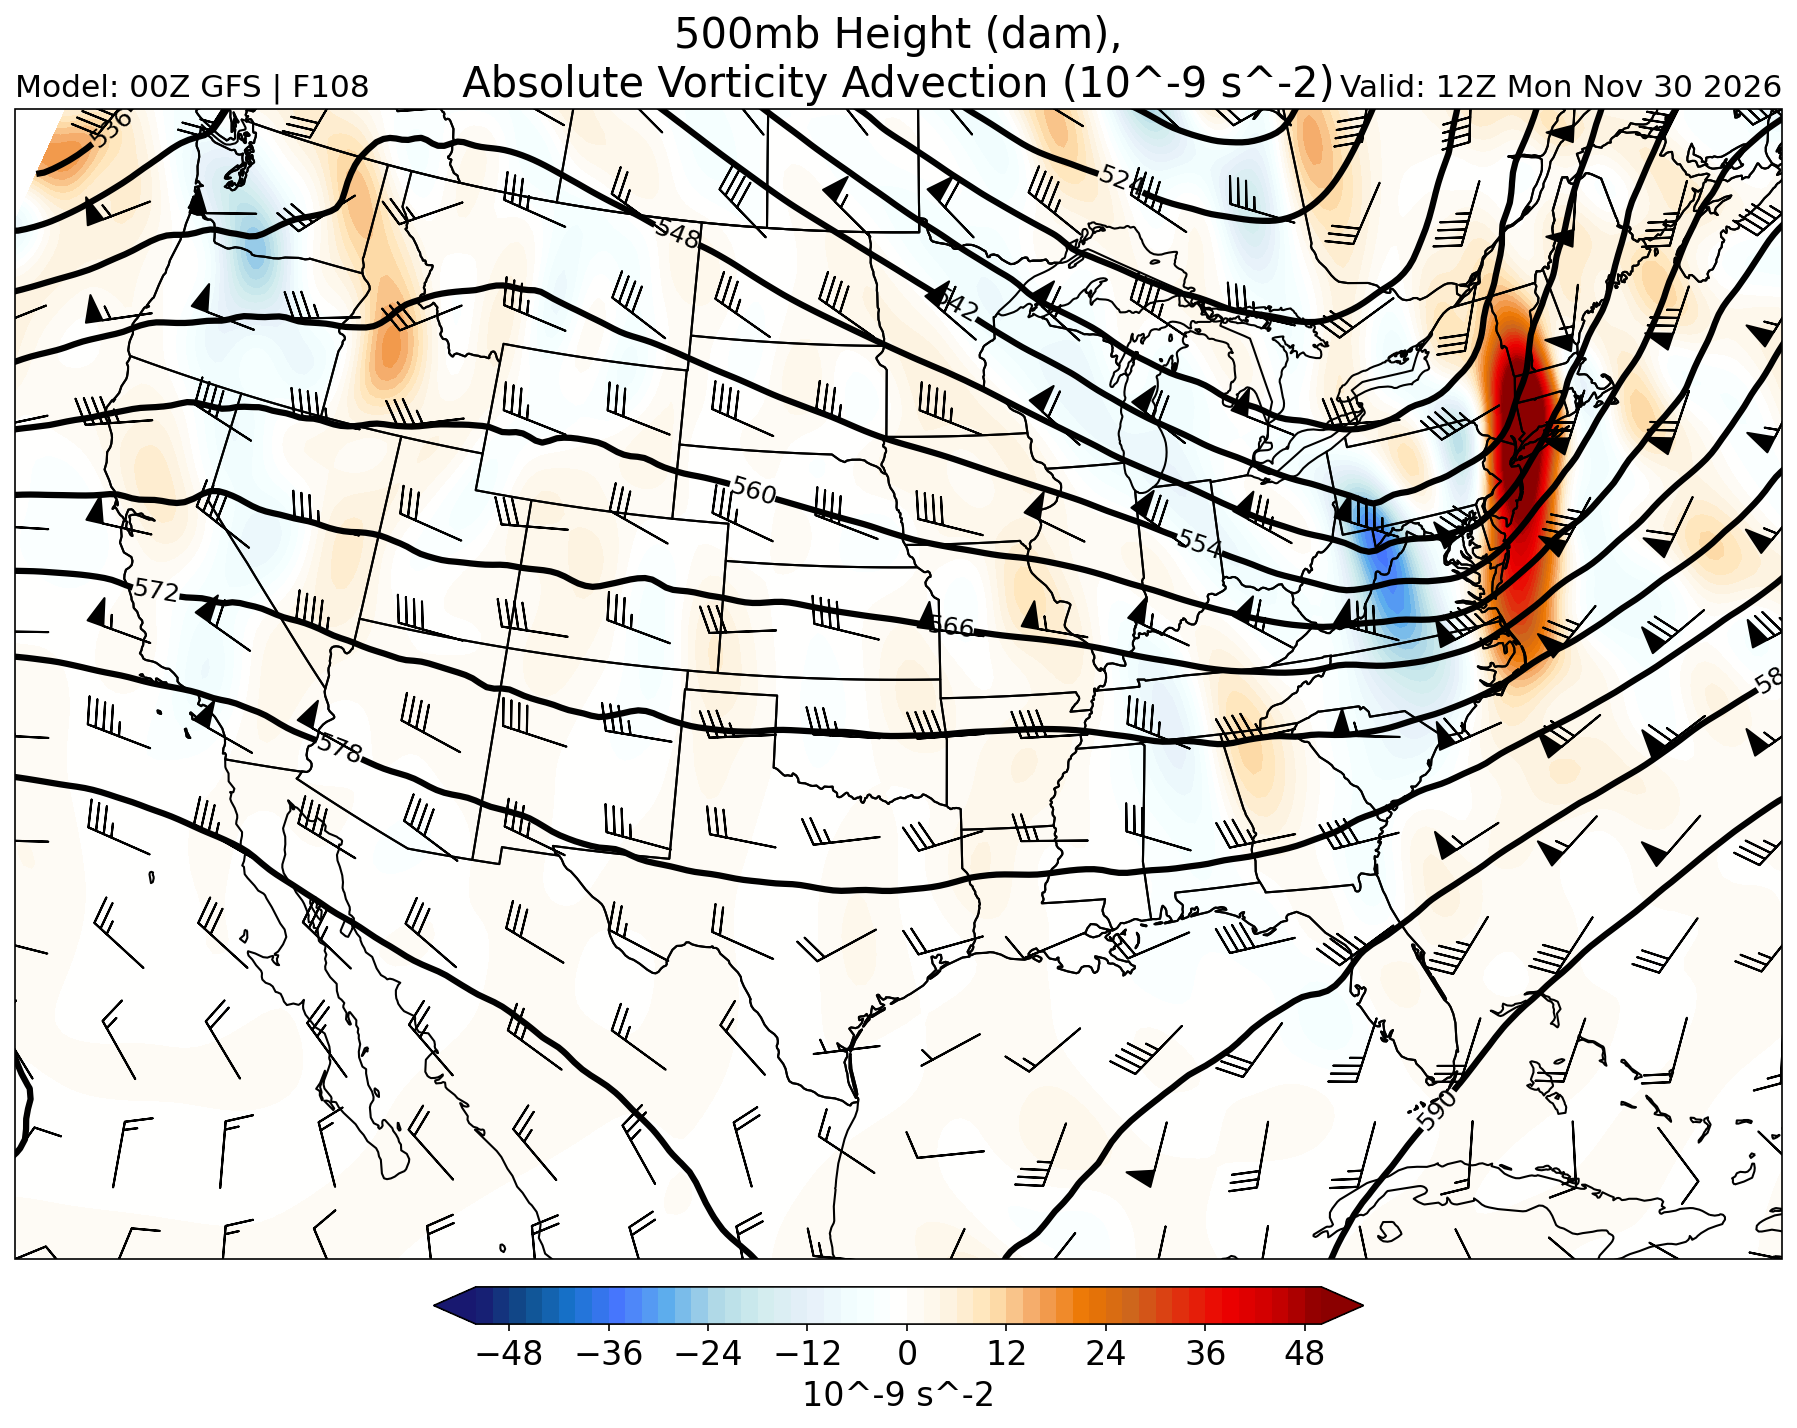 500mb Height (dam),
Model: 00Z GFS | F108
Absolute Vorticity Advection (10^-9 s^-2)
Valid: 12Z Mon Nov 30 2026
536
524
548
542
560
554
572
566
58
578
590
−48 −36 −24 −12 0 12 24 36 48
10^-9 s^-2